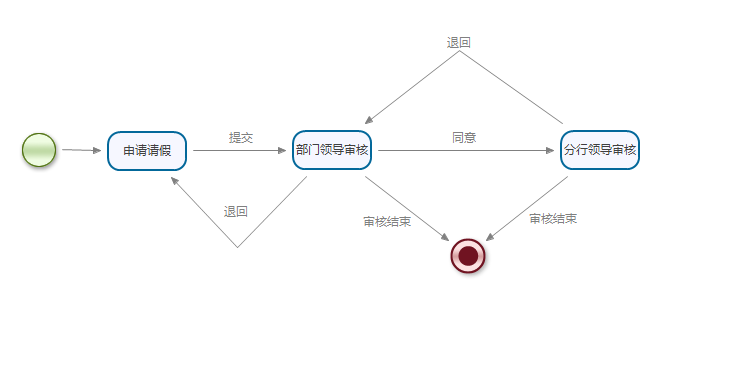 退回
提交
同意
申请请假
部门领导审核
分行领导审核
退回
审核结束
审核结束